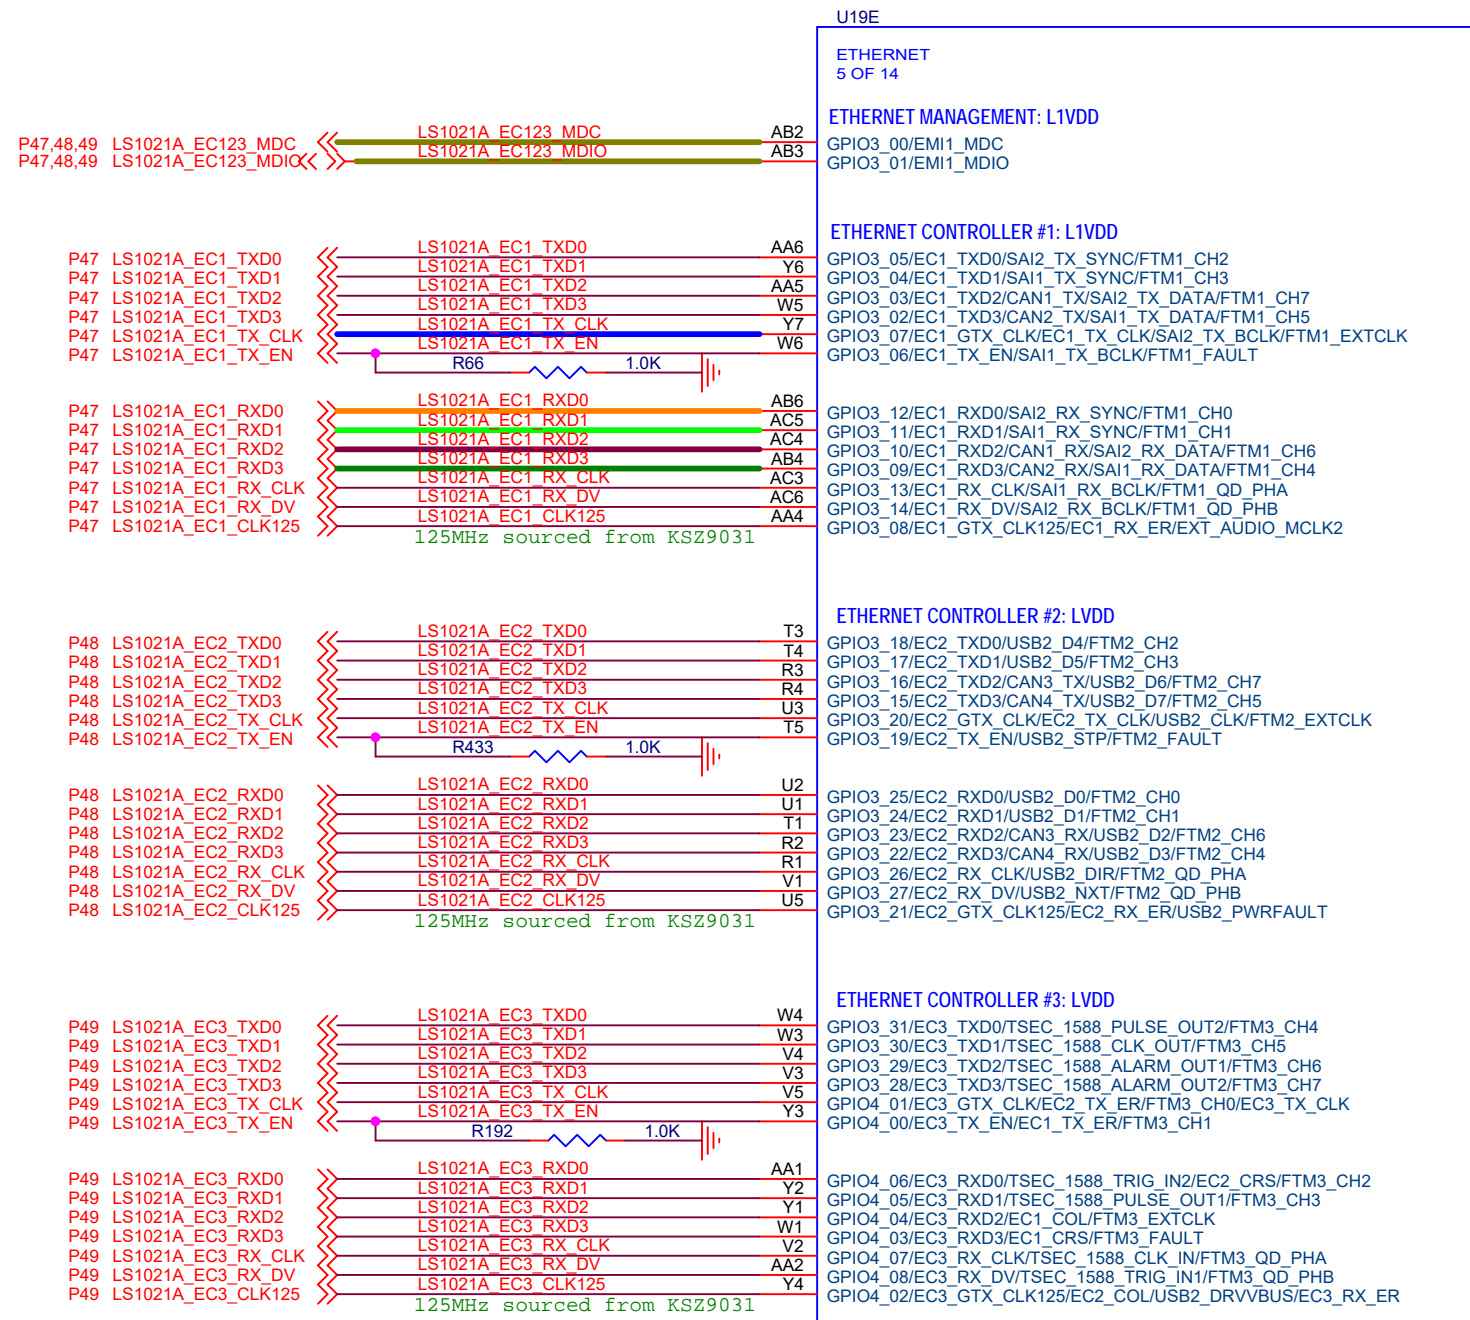 U19E
ETHERNET
5 OF 14
ETHERNET MANAGEMENT: L1VDD
P47,48,49 LS1021A_EC123_MDC LS1021A_EC123_MDC AB2 GPIO3_00/EMI1_MDC
P47,48,49 LS1021A_EC123_MDIO LS1021A_EC123_MDIO AB3 GPIO3_01/EMI1_MDIO
ETHERNET CONTROLLER #1: L1VDD
P47 LS1021A_EC1_TXD0 LS1021A_EC1_TXD0 AA6 GPIO3_05/EC1_TXD0/SAI2_TX_SYNC/FTM1_CH2
P47 LS1021A_EC1_TXD1 LS1021A_EC1_TXD1 Y6 GPIO3_04/EC1_TXD1/SAI1_TX_SYNC/FTM1_CH3
P47 LS1021A_EC1_TXD2 LS1021A_EC1_TXD2 AA5 GPIO3_03/EC1_TXD2/CAN1_TX/SAI2_TX_DATA/FTM1_CH7
P47 LS1021A_EC1_TXD3 LS1021A_EC1_TXD3 W5 GPIO3_02/EC1_TXD3/CAN2_TX/SAI1_TX_DATA/FTM1_CH5
P47 LS1021A_EC1_TX_CLK LS1021A_EC1_TX_CLK Y7 GPIO3_07/EC1_GTX_CLK/EC1_TX_CLK/SAI2_TX_BCLK/FTM1_EXTCLK
P47 LS1021A_EC1_TX_EN LS1021A_EC1_TX_EN W6 GPIO3_06/EC1_TX_EN/SAI1_TX_BCLK/FTM1_FAULT
R66 1.0K
P47 LS1021A_EC1_RXD0 LS1021A_EC1_RXD0 AB6 GPIO3_12/EC1_RXD0/SAI2_RX_SYNC/FTM1_CH0
P47 LS1021A_EC1_RXD1 LS1021A_EC1_RXD1 AC5 GPIO3_11/EC1_RXD1/SAI1_RX_SYNC/FTM1_CH1
P47 LS1021A_EC1_RXD2 LS1021A_EC1_RXD2 AC4 GPIO3_10/EC1_RXD2/CAN1_RX/SAI2_RX_DATA/FTM1_CH6
P47 LS1021A_EC1_RXD3 LS1021A_EC1_RXD3 AB4 GPIO3_09/EC1_RXD3/CAN2_RX/SAI1_RX_DATA/FTM1_CH4
P47 LS1021A_EC1_RX_CLK LS1021A_EC1_RX_CLK AC3 GPIO3_13/EC1_RX_CLK/SAI1_RX_BCLK/FTM1_QD_PHA
P47 LS1021A_EC1_RX_DV LS1021A_EC1_RX_DV AC6 GPIO3_14/EC1_RX_DV/SAI2_RX_BCLK/FTM1_QD_PHB
P47 LS1021A_EC1_CLK125 LS1021A_EC1_CLK125 AA4 GPIO3_08/EC1_GTX_CLK125/EC1_RX_ER/EXT_AUDIO_MCLK2
125MHz sourced from KSZ9031
ETHERNET CONTROLLER #2: LVDD
P48 LS1021A_EC2_TXD0 LS1021A_EC2_TXD0 T3 GPIO3_18/EC2_TXD0/USB2_D4/FTM2_CH2
P48 LS1021A_EC2_TXD1 LS1021A_EC2_TXD1 T4 GPIO3_17/EC2_TXD1/USB2_D5/FTM2_CH3
P48 LS1021A_EC2_TXD2 LS1021A_EC2_TXD2 R3 GPIO3_16/EC2_TXD2/CAN3_TX/USB2_D6/FTM2_CH7
P48 LS1021A_EC2_TXD3 LS1021A_EC2_TXD3 R4 GPIO3_15/EC2_TXD3/CAN4_TX/USB2_D7/FTM2_CH5
P48 LS1021A_EC2_TX_CLK LS1021A_EC2_TX_CLK U3 GPIO3_20/EC2_GTX_CLK/EC2_TX_CLK/USB2_CLK/FTM2_EXTCLK
P48 LS1021A_EC2_TX_EN LS1021A_EC2_TX_EN T5 GPIO3_19/EC2_TX_EN/USB2_STP/FTM2_FAULT
R433 1.0K
P48 LS1021A_EC2_RXD0 LS1021A_EC2_RXD0 U2 GPIO3_25/EC2_RXD0/USB2_D0/FTM2_CH0
P48 LS1021A_EC2_RXD1 LS1021A_EC2_RXD1 U1 GPIO3_24/EC2_RXD1/USB2_D1/FTM2_CH1
P48 LS1021A_EC2_RXD2 LS1021A_EC2_RXD2 T1 GPIO3_23/EC2_RXD2/CAN3_RX/USB2_D2/FTM2_CH6
P48 LS1021A_EC2_RXD3 LS1021A_EC2_RXD3 R2 GPIO3_22/EC2_RXD3/CAN4_RX/USB2_D3/FTM2_CH4
P48 LS1021A_EC2_RX_CLK LS1021A_EC2_RX_CLK R1 GPIO3_26/EC2_RX_CLK/USB2_DIR/FTM2_QD_PHA
P48 LS1021A_EC2_RX_DV LS1021A_EC2_RX_DV V1 GPIO3_27/EC2_RX_DV/USB2_NXT/FTM2_QD_PHB
P48 LS1021A_EC2_CLK125 LS1021A_EC2_CLK125 U5 GPIO3_21/EC2_GTX_CLK125/EC2_RX_ER/USB2_PWRFAULT
125MHz sourced from KSZ9031
ETHERNET CONTROLLER #3: LVDD
P49 LS1021A_EC3_TXD0 LS1021A_EC3_TXD0 W4 GPIO3_31/EC3_TXD0/TSEC_1588_PULSE_OUT2/FTM3_CH4
P49 LS1021A_EC3_TXD1 LS1021A_EC3_TXD1 W3 GPIO3_30/EC3_TXD1/TSEC_1588_CLK_OUT/FTM3_CH5
P49 LS1021A_EC3_TXD2 LS1021A_EC3_TXD2 V4 GPIO3_29/EC3_TXD2/TSEC_1588_ALARM_OUT1/FTM3_CH6
P49 LS1021A_EC3_TXD3 LS1021A_EC3_TXD3 V3 GPIO3_28/EC3_TXD3/TSEC_1588_ALARM_OUT2/FTM3_CH7
P49 LS1021A_EC3_TX_CLK LS1021A_EC3_TX_CLK V5 GPIO4_01/EC3_GTX_CLK/EC2_TX_ER/FTM3_CH0/EC3_TX_CLK
P49 LS1021A_EC3_TX_EN LS1021A_EC3_TX_EN Y3 GPIO4_00/EC3_TX_EN/EC1_TX_ER/FTM3_CH1
R192 1.0K
P49 LS1021A_EC3_RXD0 LS1021A_EC3_RXD0 AA1 GPIO4_06/EC3_RXD0/TSEC_1588_TRIG_IN2/EC2_CRS/FTM3_CH2
P49 LS1021A_EC3_RXD1 LS1021A_EC3_RXD1 Y2 GPIO4_05/EC3_RXD1/TSEC_1588_PULSE_OUT1/FTM3_CH3
P49 LS1021A_EC3_RXD2 LS1021A_EC3_RXD2 Y1 GPIO4_04/EC3_RXD2/EC1_COL/FTM3_EXTCLK
P49 LS1021A_EC3_RXD3 LS1021A_EC3_RXD3 W1 GPIO4_03/EC3_RXD3/EC1_CRS/FTM3_FAULT
P49 LS1021A_EC3_RX_CLK LS1021A_EC3_RX_CLK V2 GPIO4_07/EC3_RX_CLK/TSEC_1588_CLK_IN/FTM3_QD_PHA
P49 LS1021A_EC3_RX_DV LS1021A_EC3_RX_DV AA2 GPIO4_08/EC3_RX_DV/TSEC_1588_TRIG_IN1/FTM3_QD_PHB
P49 LS1021A_EC3_CLK125 LS1021A_EC3_CLK125 Y4 GPIO4_02/EC3_GTX_CLK125/EC2_COL/USB2_DRVVBUS/EC3_RX_ER
125MHz sourced from KSZ9031